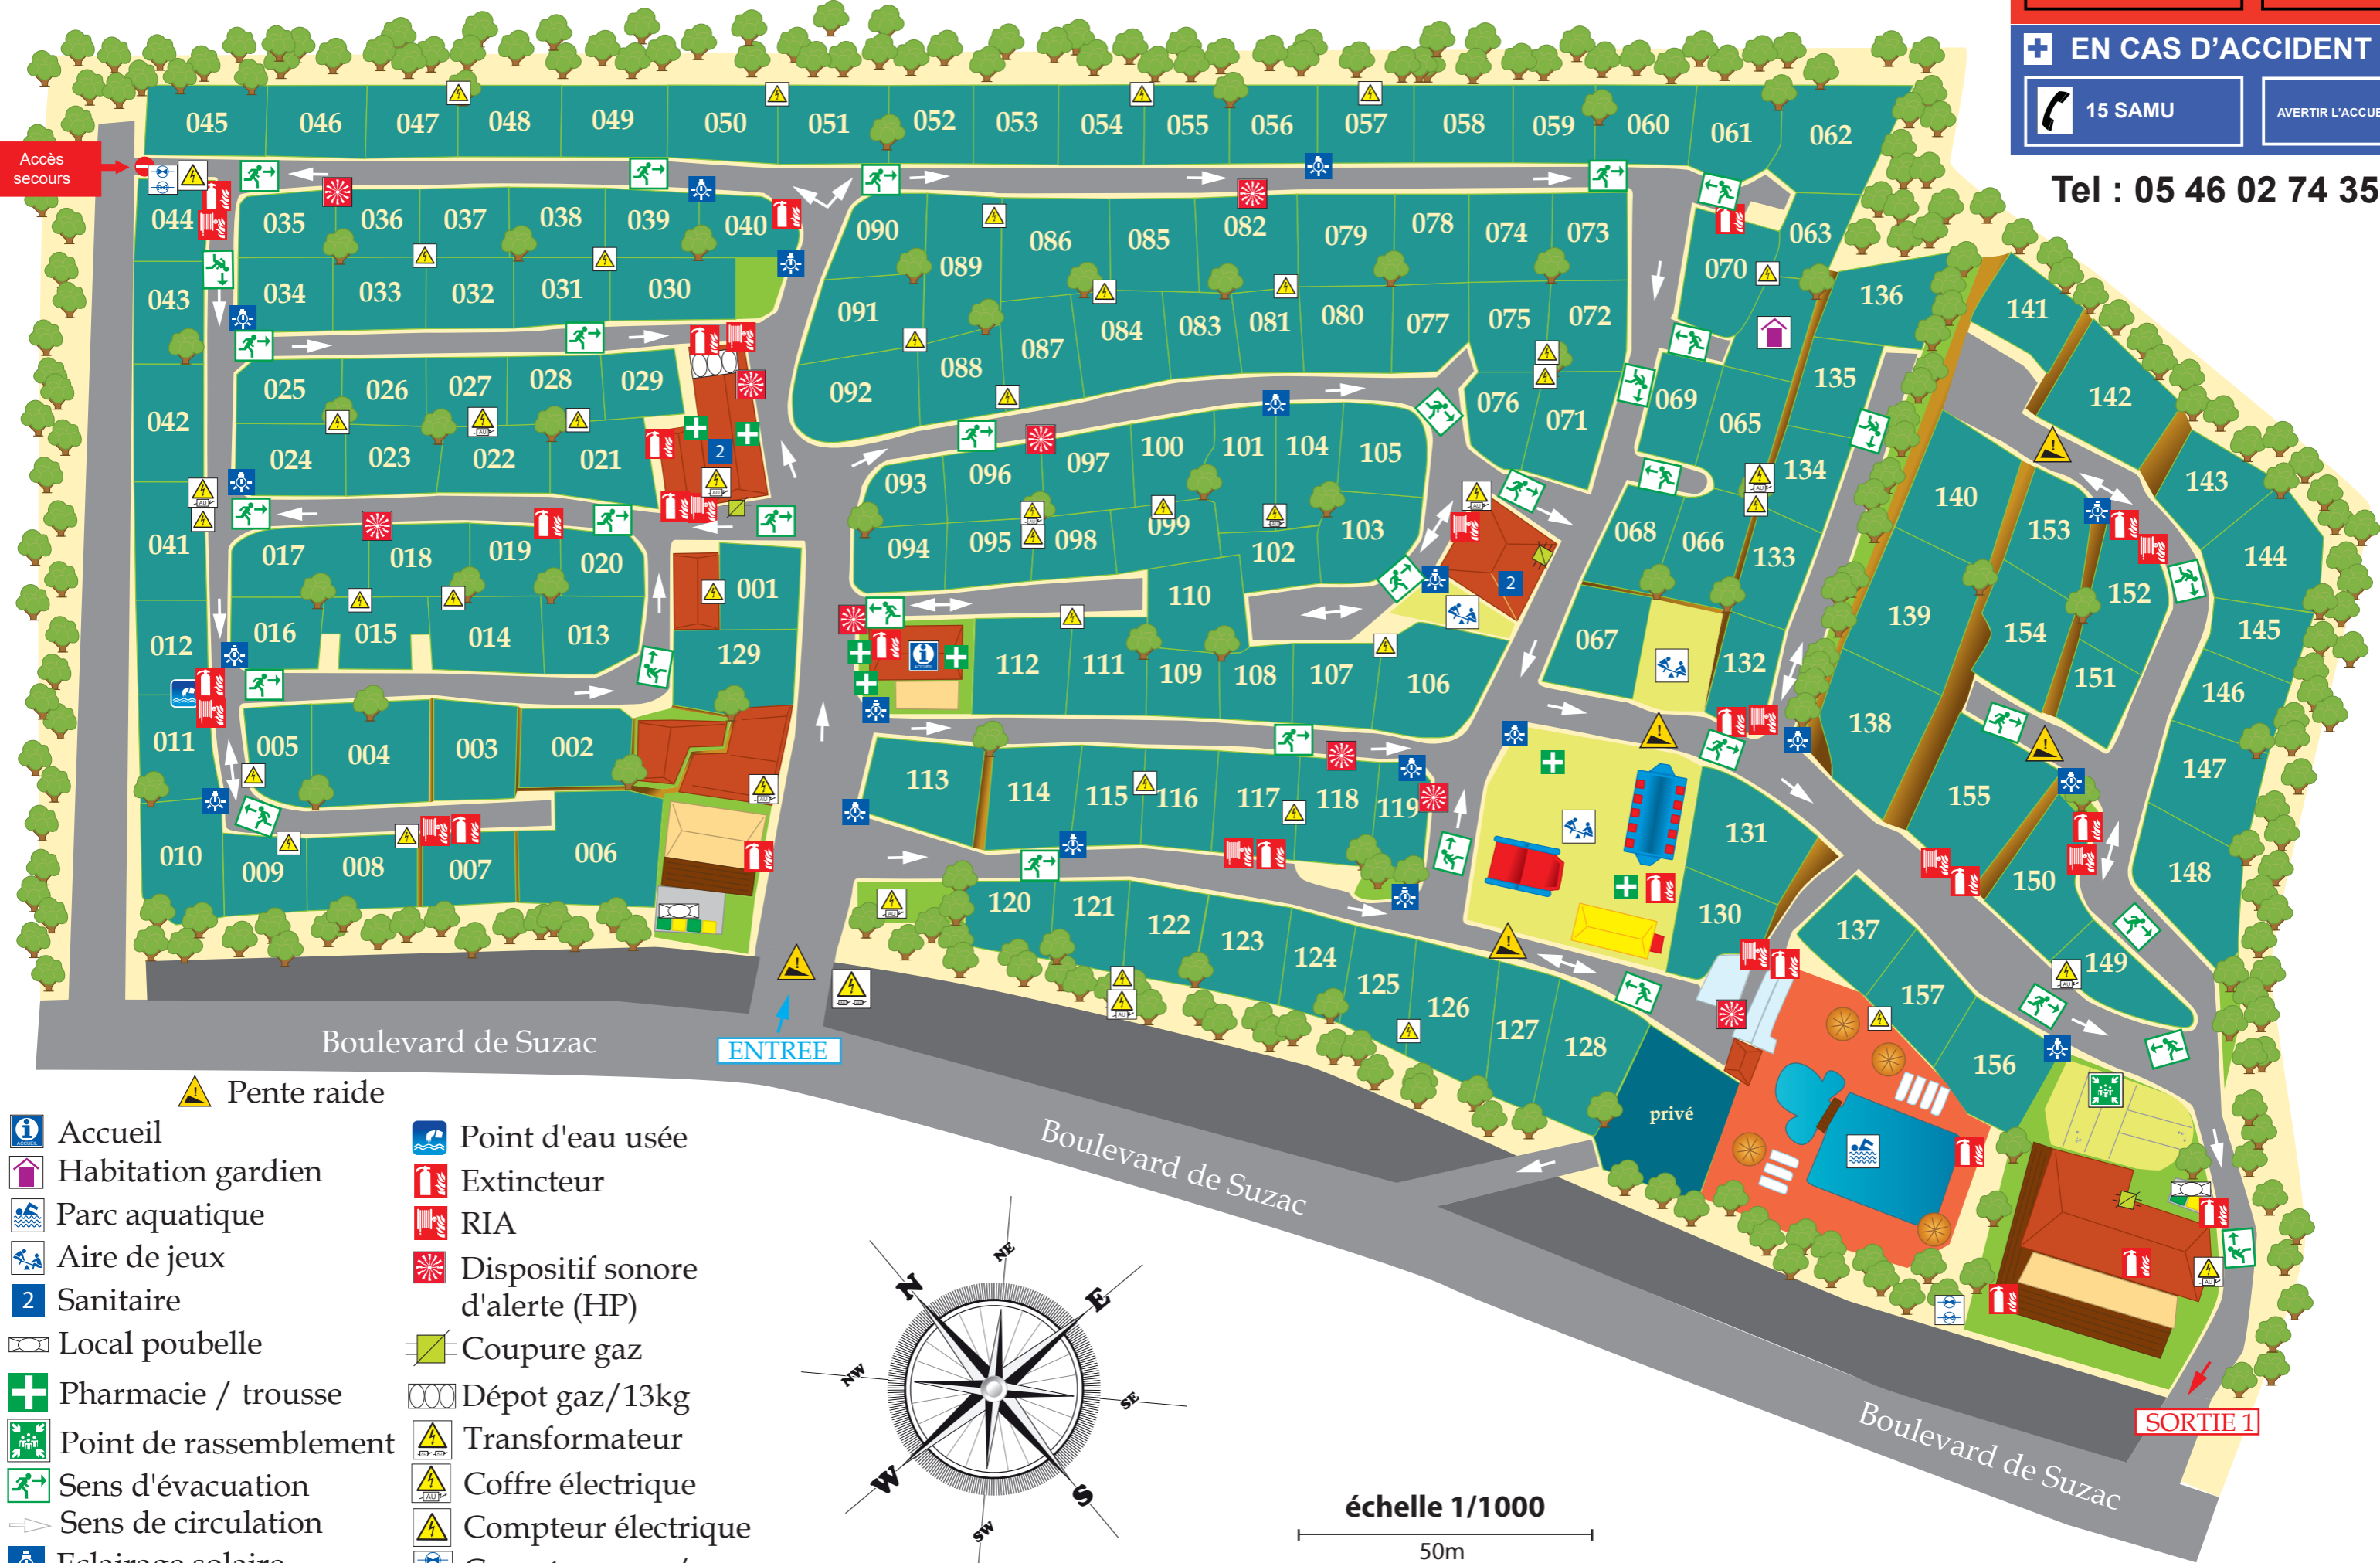 EN CAS D'ACCIDENT
15 SAMU
AVERTIR L'ACCUE
Tel : 05 46 02 74 35
Accès
secours
045 046 047 048 049 050 051 052 053 054 055 056 057 058 059 060 061 062
044 035 036 037 038 039 040 090 089 086 085 082 079 078 074 073 070 063
043 034 033 032 031 030 091 088 087 084 083 081 080 077 075 072 136 141
042 025 026 027 028 029 092 076 071 069 065 135 142
024 023 022 021 2 093 096 097 100 101 104 105 134 140 143
041 017 018 019 020 094 095 098 099 102 103 068 066 133 153 144
001 110 2 152
012 016 015 014 013 129 ACCUEIL 112 111 109 108 107 106 067 132 139 154 145
011 005 004 003 002 151 146
113 114 115 116 117 118 119 138 155 147
010 009 008 007 006 131 150 148
120 121 122 123 124 125 126 127 128 130 137 149
157 156
privé
Boulevard de Suzac
ENTREE
Boulevard de Suzac
Boulevard de Suzac
SORTIE 1
Pente raide
ACCUEIL
Accueil
Habitation gardien
Parc aquatique
Aire de jeux
2 Sanitaire
Local poubelle
Pharmacie / trousse
Point de rassemblement
Sens d'évacuation
Sens de circulation
Eclairage solaire
Point d'eau usée
Extincteur
RIA
Dispositif sonore
d'alerte (HP)
Coupure gaz
Dépot gaz/13kg
Transformateur
AU
Coffre électrique
Compteur électrique
N NE E SE S SW W NW
échelle 1/1000
50m